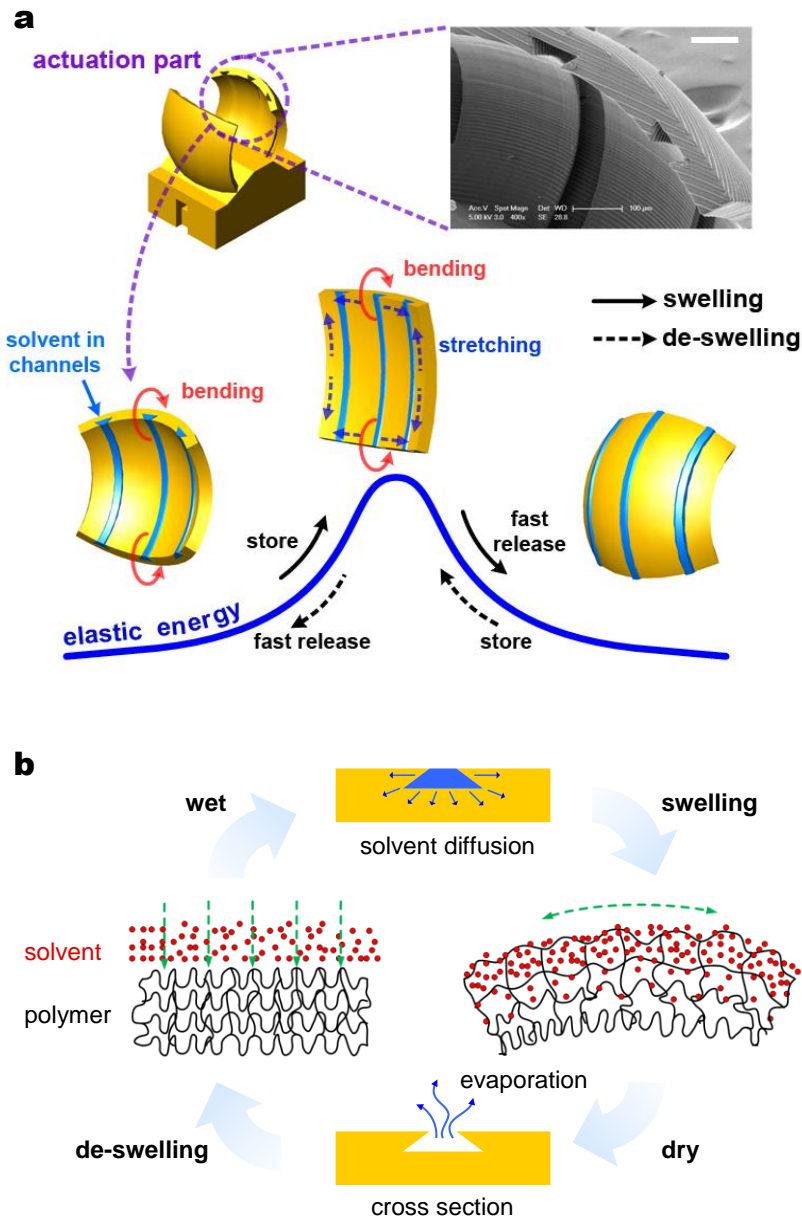 a
actuation part
Acc.V Spot Magn Det WD
5.00 kV 3.0 400x SE 28.8
100 µm
bending
swelling
de-swelling
solvent in
channels
stretching
bending
fast
release
store
elastic energy
fast release
store
b
wet
swelling
solvent diffusion
solvent
polymer
evaporation
de-swelling
dry
cross section